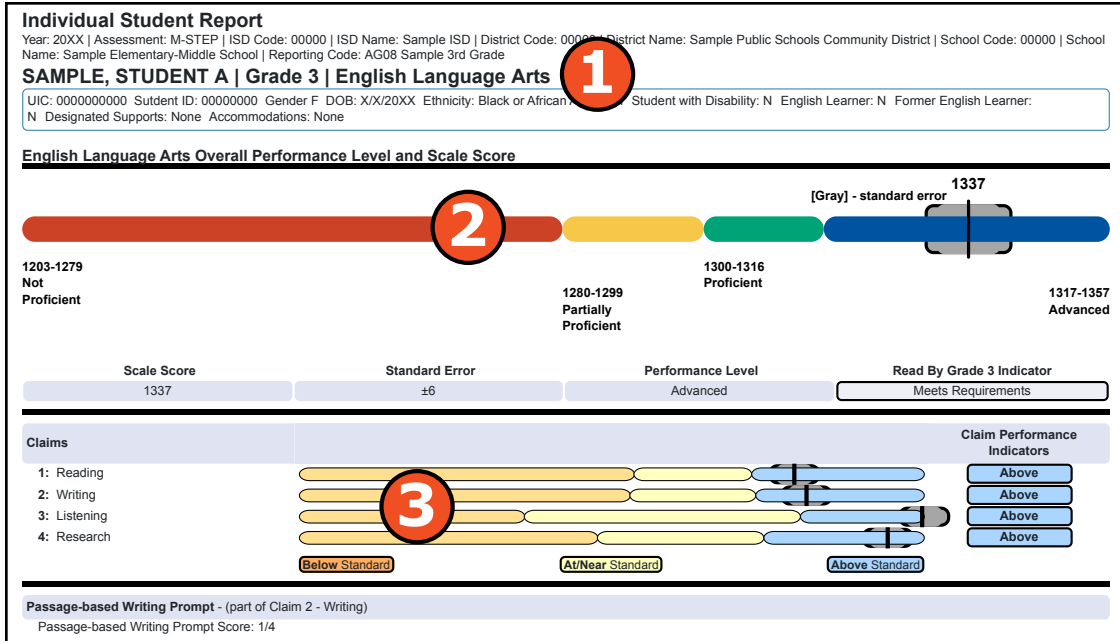 Individual Student Report
Year: 20XX | Assessment: M-STEP | ISD Code: 00000 | ISD Name: Sample ISD | District Code: 00000 | District Name: Sample Public Schools Community District | School Code: 00000 | School
Name: Sample Elementary-Middle School | Reporting Code: AG08 Sample 3rd Grade
SAMPLE, STUDENT A | Grade 3 | English Language Arts
1
UIC: 0000000000 Sutdent ID: 00000000 Gender F DOB: X/X/20XX Ethnicity: Black or African Student with Disability: N English Learner: N Former English Learner:
N Designated Supports: None Accommodations: None
English Language Arts Overall Performance Level and Scale Score
1337
[Gray] - standard error
2
1203-1279
Not
Proficient
1280-1299
Partially
Proficient
1300-1316
Proficient
1317-1357
Advanced
Scale Score Standard Error Performance Level Read By Grade 3 Indicator
1337 ±6 Advanced Meets Requirements
Claims
Claim Performance
Indicators
1: Reading Above
2: Writing Above
3: Listening Above
4: Research Above
3
Below Standard At/Near Standard Above Standard
Passage-based Writing Prompt - (part of Claim 2 - Writing)
Passage-based Writing Prompt Score: 1/4